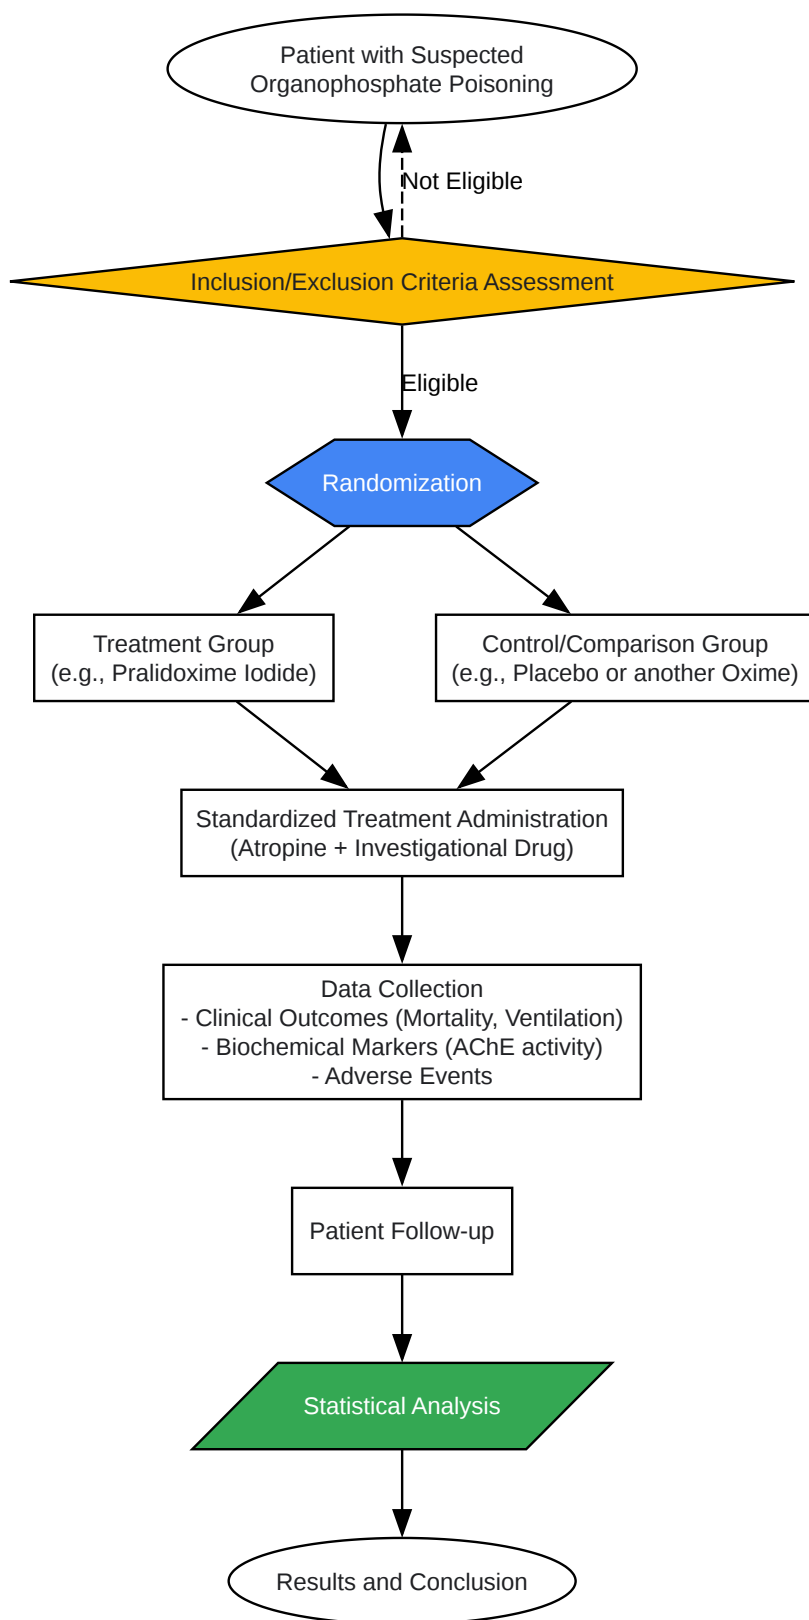 Patient with Suspected
Organophosphate Poisoning
Not Eligible
Inclusion/Exclusion Criteria Assessment
Eligible
Randomization
Treatment Group
(e.g., Pralidoxime Iodide)
Control/Comparison Group
(e.g., Placebo or another Oxime)
Standardized Treatment Administration
(Atropine + Investigational Drug)
Data Collection
- Clinical Outcomes (Mortality, Ventilation)
- Biochemical Markers (AChE activity)
- Adverse Events
Patient Follow-up
Statistical Analysis
Results and Conclusion